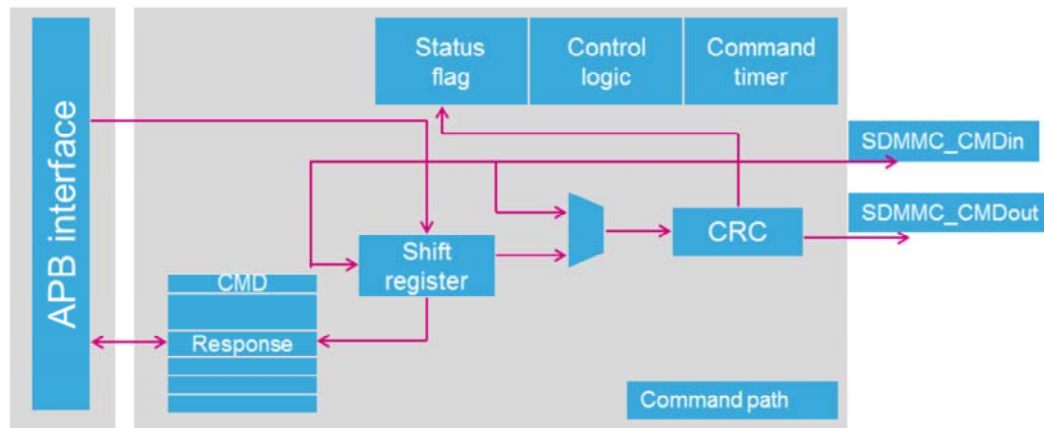 APB interface
Status
flag
Control
logic
Command
timer
SDMMC_CMDin
SDMMC_CMDout
CRC
Shift
register
CMD
Response
Command path